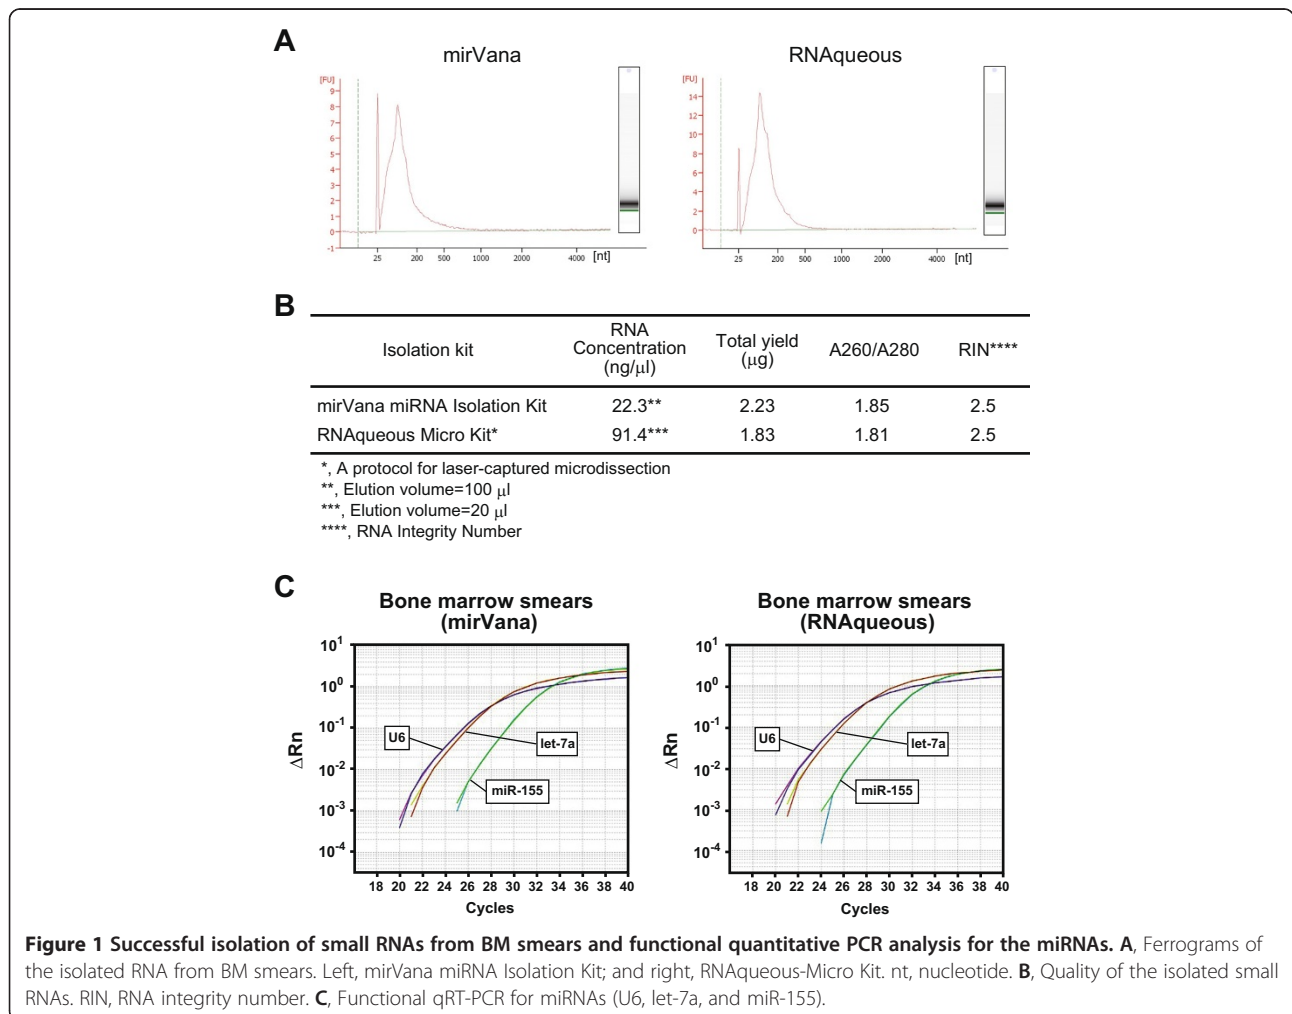 A
mirVana
RNAqueous
[FU]
9
8
7
6
5
4
3
2
1
0
-1
25 200 500 1000 2000 4000 [nt]
[FU]
14
12
10
8
6
4
2
0
25 200 500 1000 2000 4000 [nt]
B
Isolation kit RNA Concentration (ng/μl) Total yield (μg) A260/A280 RIN****
mirVana miRNA Isolation Kit 22.3** 2.23 1.85 2.5
RNAqueous Micro Kit* 91.4*** 1.83 1.81 2.5
*, A protocol for laser-captured microdissection
**, Elution volume=100 μl
***, Elution volume=20 μl
****, RNA Integrity Number
C
Bone marrow smears
(mirVana)
10¹
10⁰
10⁻¹
10⁻²
10⁻³
10⁻⁴
ΔRn
U6
let-7a
miR-155
18 20 22 24 26 28 30 32 34 36 38 40
Cycles
Bone marrow smears
(RNAqueous)
10¹
10⁰
10⁻¹
10⁻²
10⁻³
10⁻⁴
ΔRn
U6
let-7a
miR-155
18 20 22 24 26 28 30 32 34 36 38 40
Cycles
Figure 1 Successful isolation of small RNAs from BM smears and functional quantitative PCR analysis for the miRNAs. A, Ferrograms of
the isolated RNA from BM smears. Left, mirVana miRNA Isolation Kit; and right, RNAqueous-Micro Kit. nt, nucleotide. B, Quality of the isolated small
RNAs. RIN, RNA integrity number. C, Functional qRT-PCR for miRNAs (U6, let-7a, and miR-155).